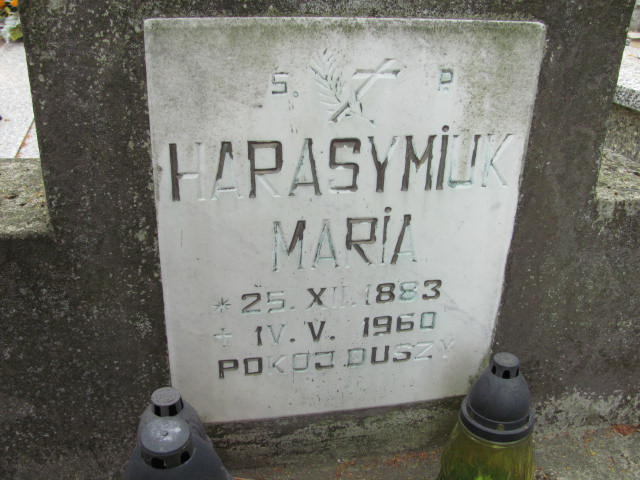 S. P.
HARASYMIUK
MARIA
* 25. XII. 1883
+ IV. V. 1960
POKÓJ DUSZY